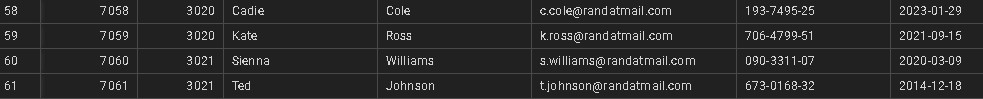 58 7058 3020 Cadie Cole c.cole@randatmail.com 193-7495-25 2023-01-29
59 7059 3020 Kate Ross k.ross@randatmail.com 706-4799-51 2021-09-15
60 7060 3021 Sienna Williams s.williams@randatmail.com 090-3311-07 2020-03-09
61 7061 3021 Ted Johnson t.johnson@randatmail.com 673-0168-32 2014-12-18